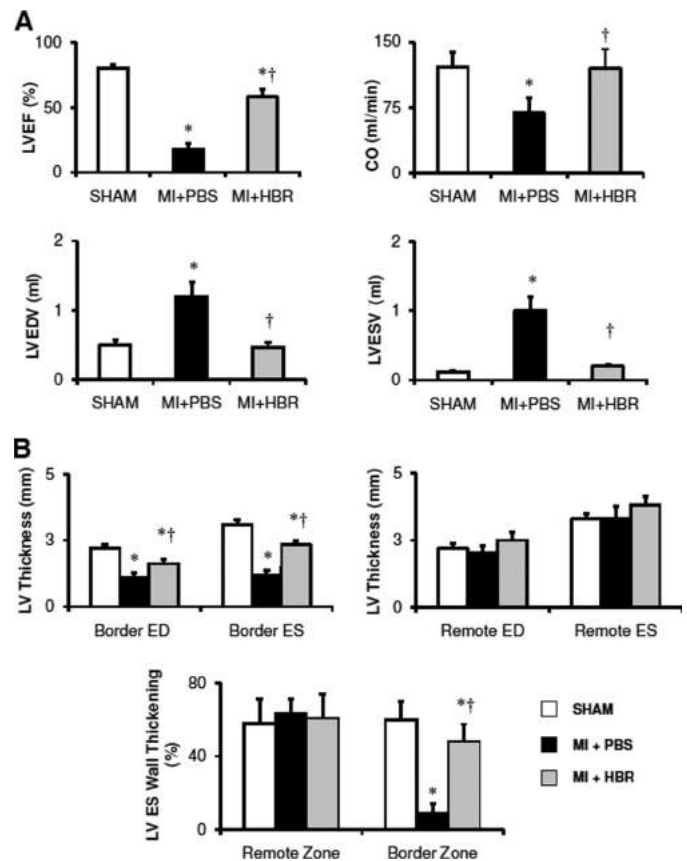 A
LVEF (%)
100
50
0
*
*†
SHAM MI+PBS MI+HBR
CO (ml/min)
150
75
0
*
†
SHAM MI+PBS MI+HBR
LVEDV (ml)
2
1
0
*
†
SHAM MI+PBS MI+HBR
LVESV (ml)
2
1
0
*
†
SHAM MI+PBS MI+HBR
B
LV Thickness (mm)
5
3
0
*
*†
*
*†
Border ED Border ES
LV Thickness (mm)
5
3
0
Remote ED Remote ES
LV ES Wall Thickening
(%)
80
60
0
*
*†
Remote Zone Border Zone
SHAM
MI + PBS
MI + HBR